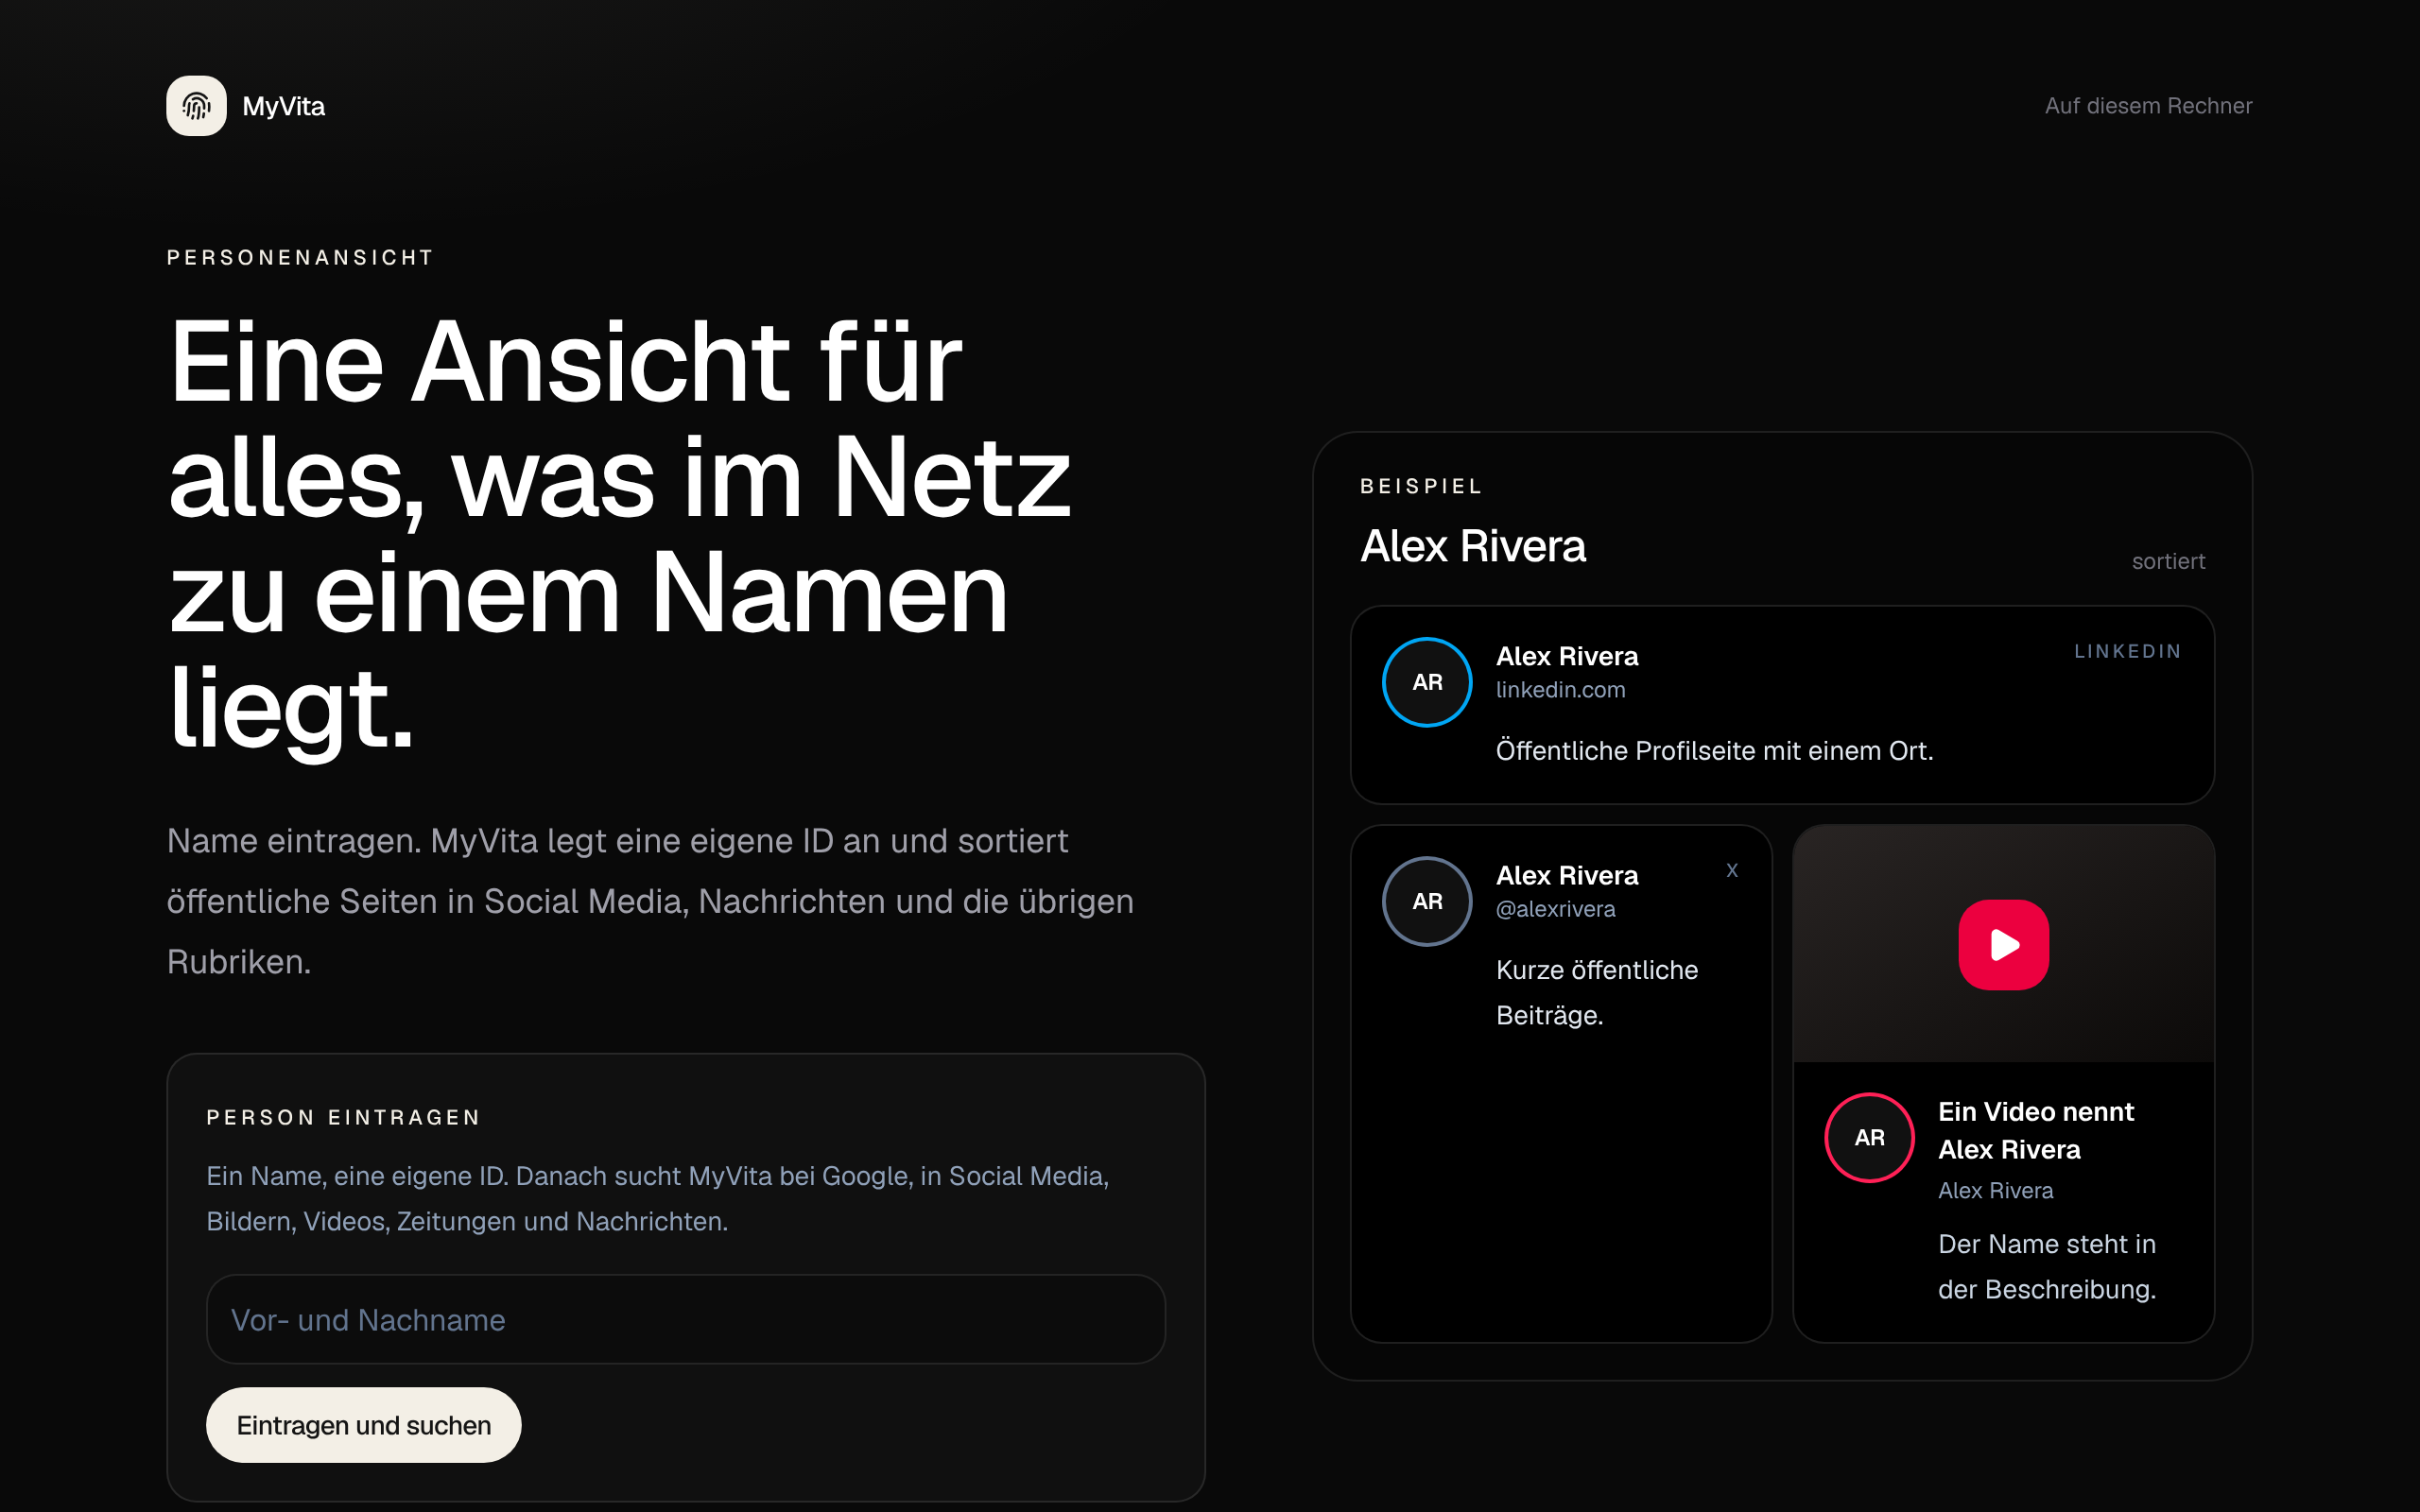 MyVita
Auf diesem Rechner
PERSONENANSICHT
Eine Ansicht für
alles, was im Netz
zu einem Namen
liegt.
Name eintragen. MyVita legt eine eigene ID an und sortiert
öffentliche Seiten in Social Media, Nachrichten und die übrigen
Rubriken.
PERSON EINTRAGEN
Ein Name, eine eigene ID. Danach sucht MyVita bei Google, in Social Media,
Bildern, Videos, Zeitungen und Nachrichten.
Vor- und Nachname
Eintragen und suchen
BEISPIEL
Alex Rivera
sortiert
AR
Alex Rivera
LINKEDIN
linkedin.com
Öffentliche Profilseite mit einem Ort.
AR
Alex Rivera
X
@alexrivera
Kurze öffentliche
Beiträge.
AR
Ein Video nennt
Alex Rivera
Alex Rivera
Der Name steht in
der Beschreibung.